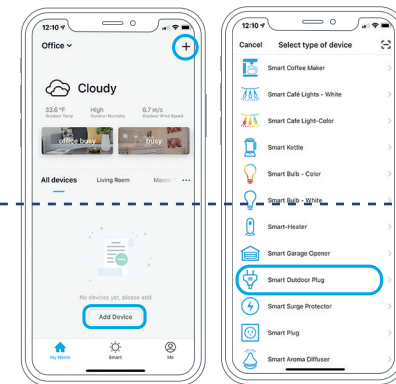 12:10
Office
+
Cloudy
33.6 °F High 6.7 m/s
Outdoor Temp Outdoor Humidity Outdoor Wind Speed
office busy busy
All devices Living Room Master ···
No devices yet, please add
Add Device
My Home Smart Me
12:10
Cancel Select type of device
Smart Coffee Maker
Smart Café Lights - White
Smart Cafe Light-Color
Smart Kettle
Smart Bulb - Color
Smart Bulb - White
Smart-Heater
Smart Garage Opener
Smart Outdoor Plug
Smart Surge Protector
Smart Plug
Smart Aroma Diffuser